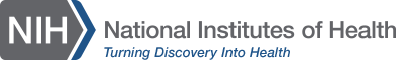 NIH National Institutes of Health
Turning Discovery Into Health